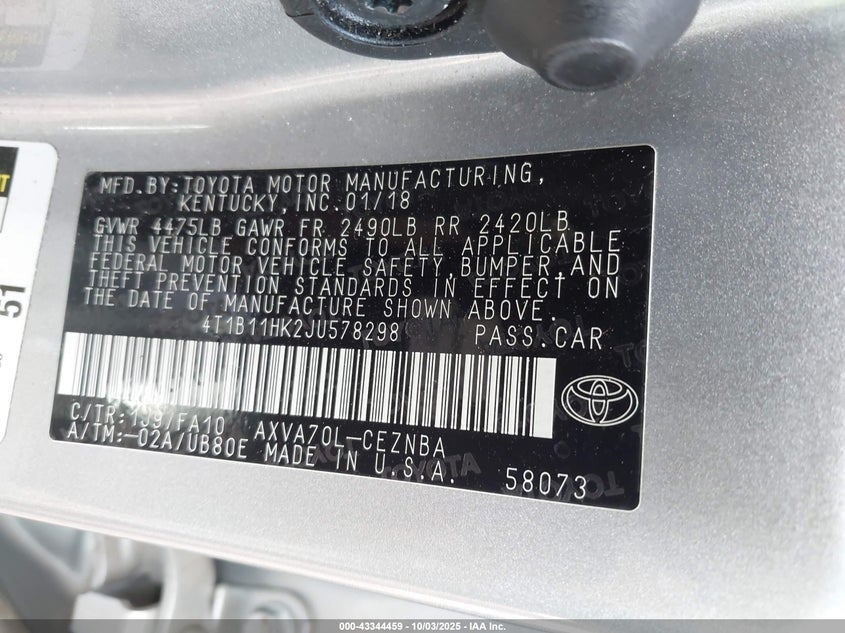 MFD. BY: TOYOTA MOTOR MANUFACTURING,
KENTUCKY, INC. 01/18
GVWR 4475LB GAWR FR 2490LB RR 2420LB
THIS VEHICLE CONFORMS TO ALL APPLICABLE
FEDERAL MOTOR VEHICLE SAFETY, BUMPER, AND
THEFT PREVENTION STANDARDS IN EFFECT ON
THE DATE OF MANUFACTURE SHOWN ABOVE.
4T1B11HK2JU578298 PASS. CAR
C/TR: 1J9/FA10 AXVA70L-CEZNBA
A/TM: -02A/UB80E MADE IN U.S.A.
58073
51
000-43344459 - 10/03/2025 - IAA Inc.